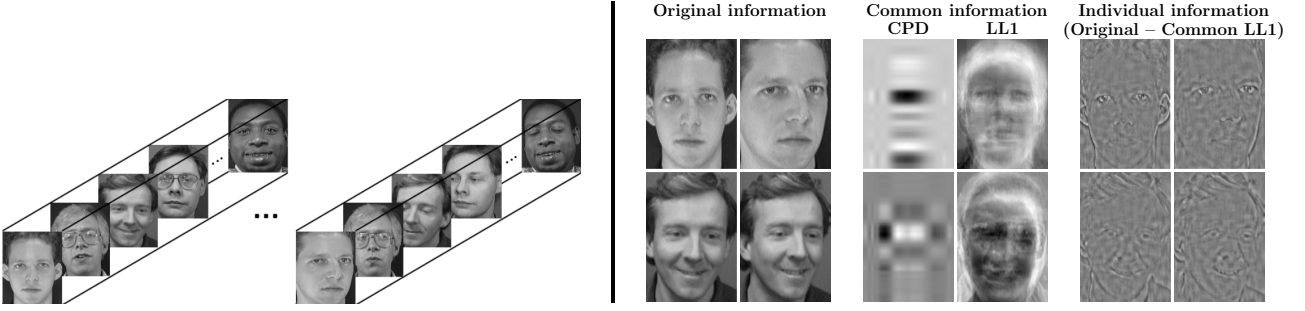 Original information
Common information
CPD LL1
Individual information
(Original – Common LL1)